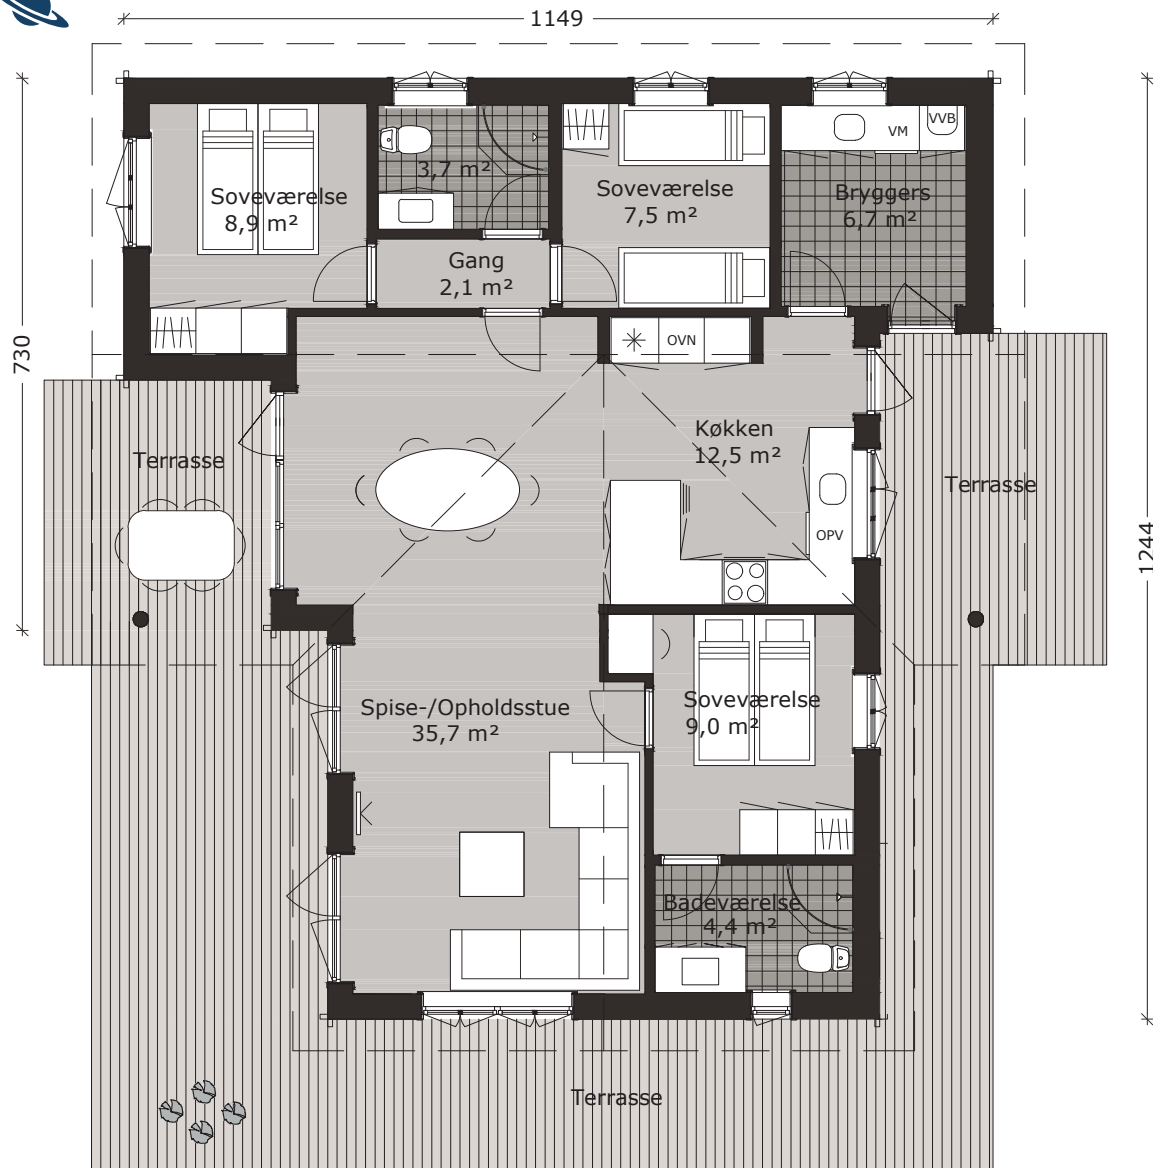 1149
VVB
VM
3,7 m²
Soveværelse
8,9 m²
Soveværelse
7,5 m²
Bryggers
6,7 m²
Gang
2,1 m²
730
OVN
Køkken
12,5 m²
Terrasse
Terrasse
OPV
1244
Spise-/Opholdsstue
35,7 m²
Soveværelse
9,0 m²
Badeværelse
4,4 m²
Terrasse